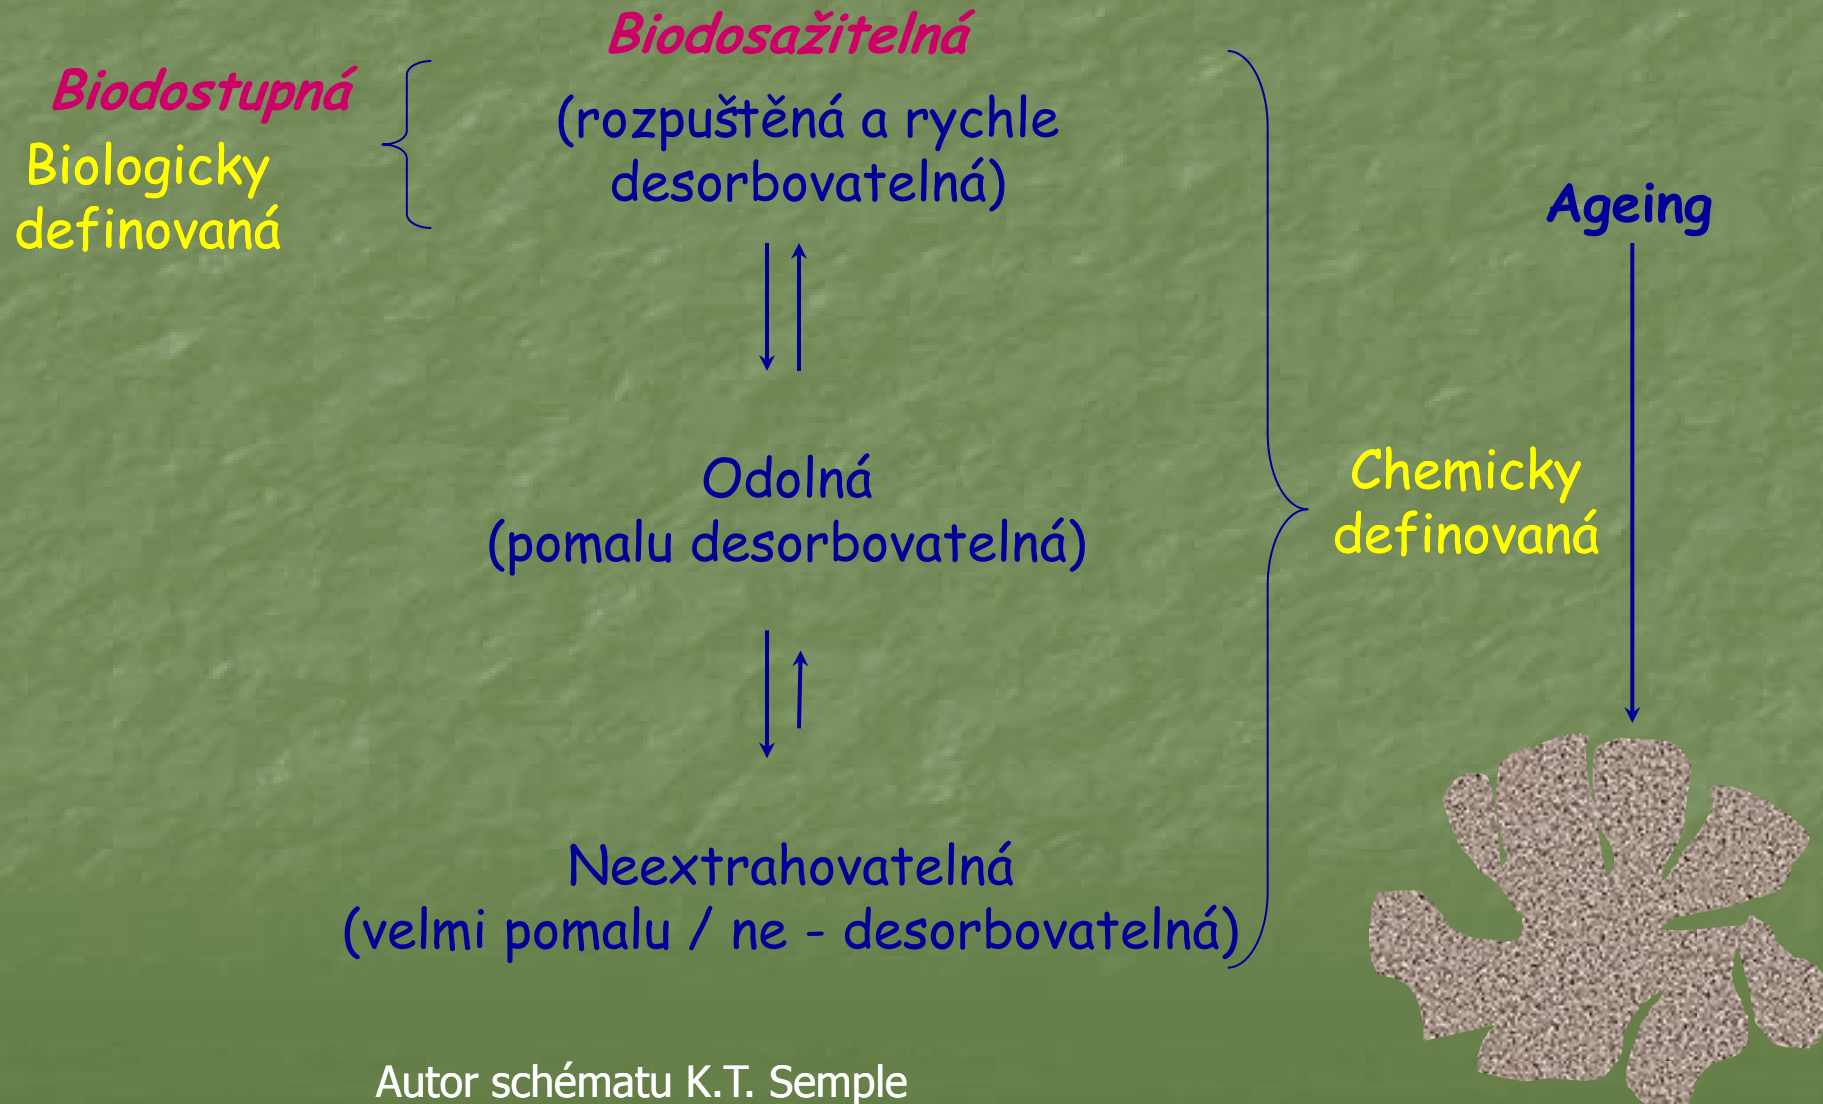 Biodosažitelná
Biodostupná
(rozpuštěná a rychle
desorbovatelná)
Biologicky
definovaná
Ageing
Odolná
(pomalu desorbovatelná)
Chemicky
definovaná
Neextrahovatelná
(velmi pomalu / ne - desorbovatelná)
Autor schématu K.T. Semple